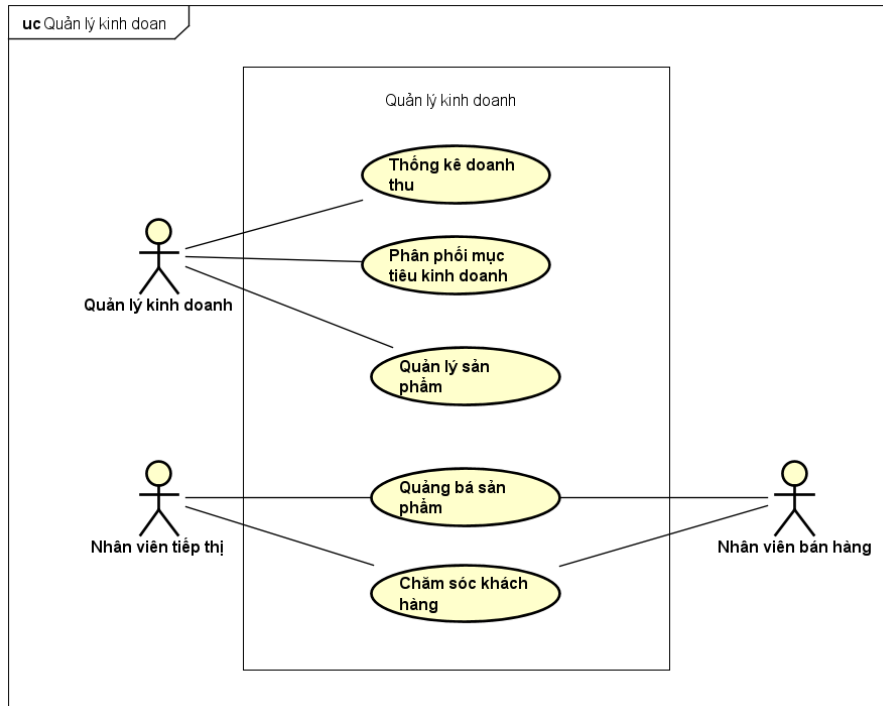 uc Quản lý kinh doan
Quản lý kinh doanh
Thống kê doanh
thu
Phân phối mục
tiêu kinh doanh
Quản lý kinh doanh
Quản lý sản
phẩm
Quảng bá sản
phẩm
Nhân viên tiếp thị
Nhân viên bán hàng
Chăm sóc khách
hàng